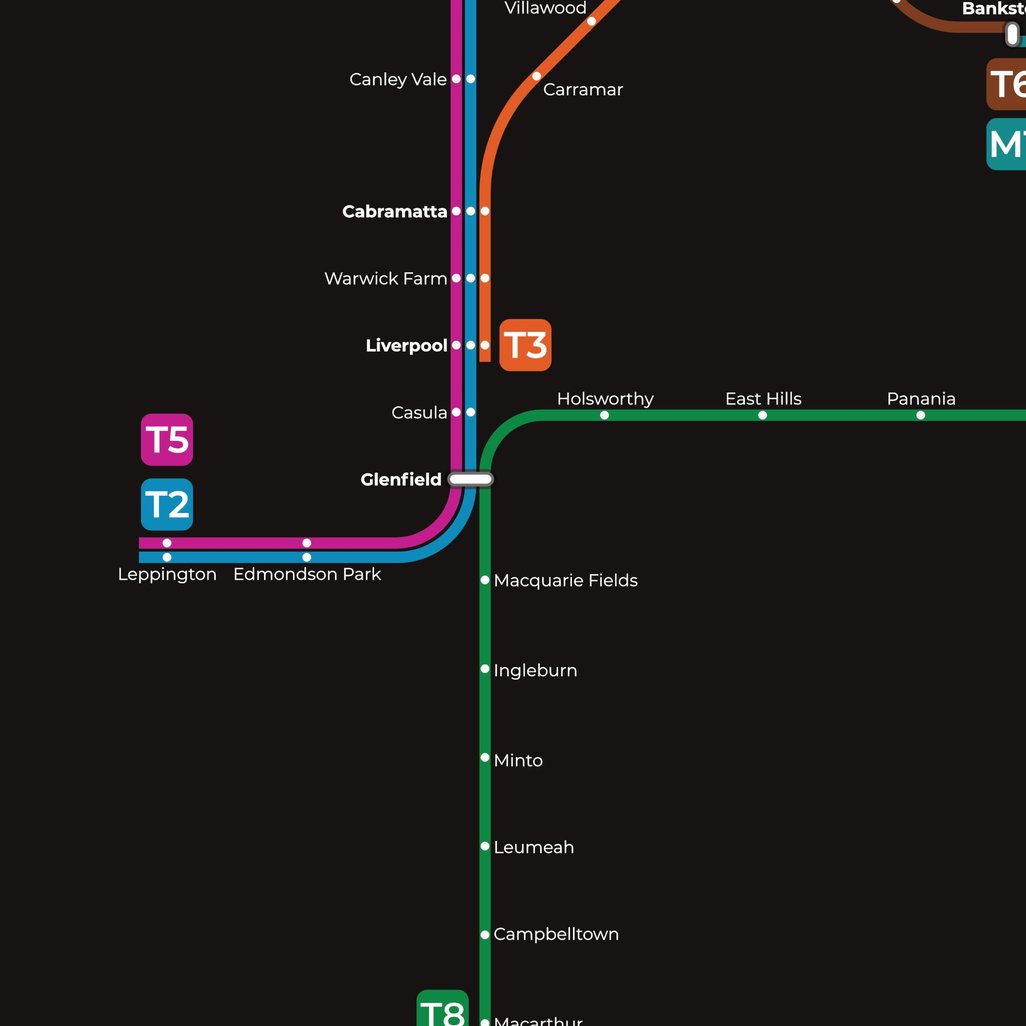 Villawood
Canley Vale
Carramar
T6
M1
Cabramatta
Warwick Farm
Liverpool
T3
Casula
Holsworthy
East Hills
Panania
T5
Glenfield
T2
Leppington
Edmondson Park
Macquarie Fields
Ingleburn
Minto
Leumeah
Campbelltown
T8
Macarthur